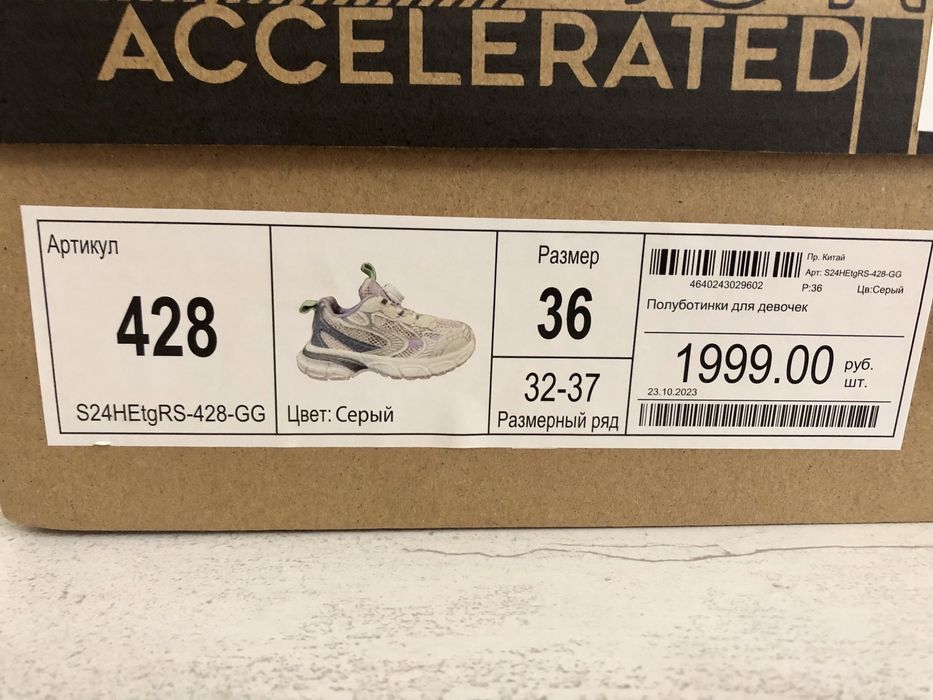 ACCELERATED
Артикул
428
S24HEtgRS-428-GG
Цвет: Серый
Размер
36
32-37
Размерный ряд
4640243029602
Пр. Китай
Арт: S24HEtgRS-428-GG
Р:36 Цв:Серый
Полуботинки для девочек
1999.00 руб.
шт.
23.10.2023